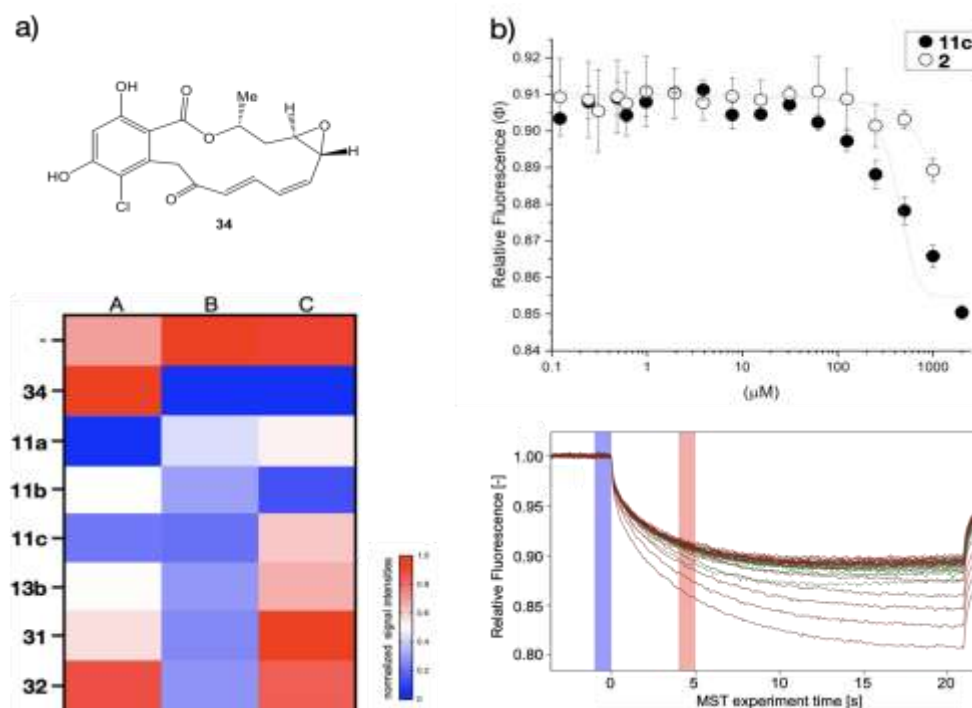 a)
OH
O
Me
H
O
O
H
HO
Cl
O
34
A B C
-
34
11a
11b
11c
13b
31
32
1.0
0.8
0.6
0.4
0.2
0
normalized signal intensities
b)
11c
2
0.92
0.91
0.90
0.89
0.88
0.87
0.86
0.85
0.84
Relative Fluorescence (Φ)
0.1 1 10 100 1000
(µM)
1.00
0.95
0.90
0.85
0.80
Relative Fluorescence [-]
0 5 10 15 20
MST experiment time [s]